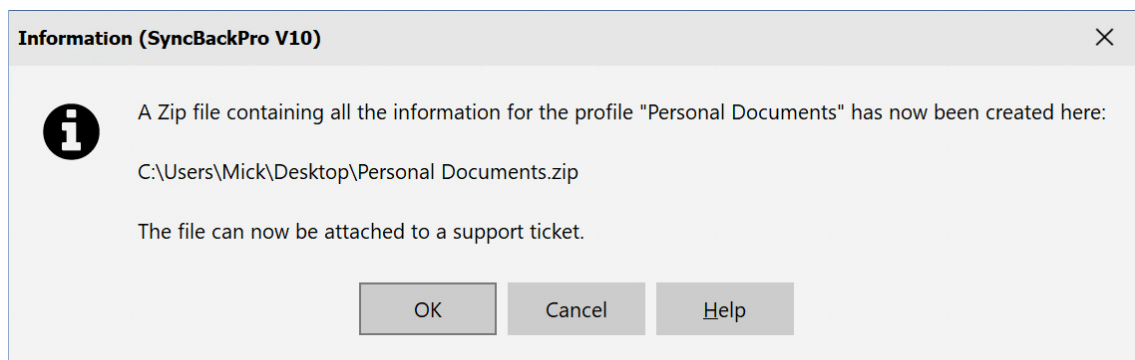 Information (SyncBackPro V10)
A Zip file containing all the information for the profile "Personal Documents" has now been created here:
C:\Users\Mick\Desktop\Personal Documents.zip
The file can now be attached to a support ticket.
OK Cancel Help